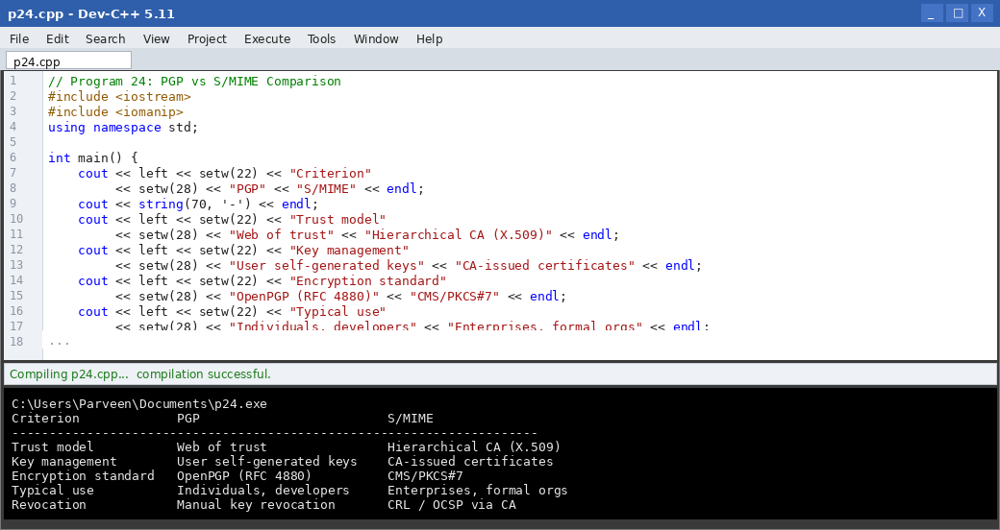 p24.cpp - Dev-C++ 5.11
_ □ X
File Edit Search View Project Execute Tools Window Help
p24.cpp
1 // Program 24: PGP vs S/MIME Comparison
2 #include <iostream>
3 #include <iomanip>
4 using namespace std;
5
6 int main() {
7     cout << left << setw(22) << "Criterion"
8          << setw(28) << "PGP" << "S/MIME" << endl;
9     cout << string(70, '-') << endl;
10     cout << left << setw(22) << "Trust model"
11          << setw(28) << "Web of trust" << "Hierarchical CA (X.509)" << endl;
12     cout << left << setw(22) << "Key management"
13          << setw(28) << "User self-generated keys" << "CA-issued certificates" << endl;
14     cout << left << setw(22) << "Encryption standard"
15          << setw(28) << "OpenPGP (RFC 4880)" << "CMS/PKCS#7" << endl;
16     cout << left << setw(22) << "Typical use"
17          << setw(28) << "Individuals, developers" << "Enterprises, formal orgs" << endl;
18 ...
Compiling p24.cpp... compilation successful.
C:\Users\Parveen\Documents\p24.exe
Criterion             PGP                         S/MIME
----------------------------------------------------------------------
Trust model           Web of trust                Hierarchical CA (X.509)
Key management        User self-generated keys    CA-issued certificates
Encryption standard   OpenPGP (RFC 4880)          CMS/PKCS#7
Typical use           Individuals, developers     Enterprises, formal orgs
Revocation            Manual key revocation       CRL / OCSP via CA